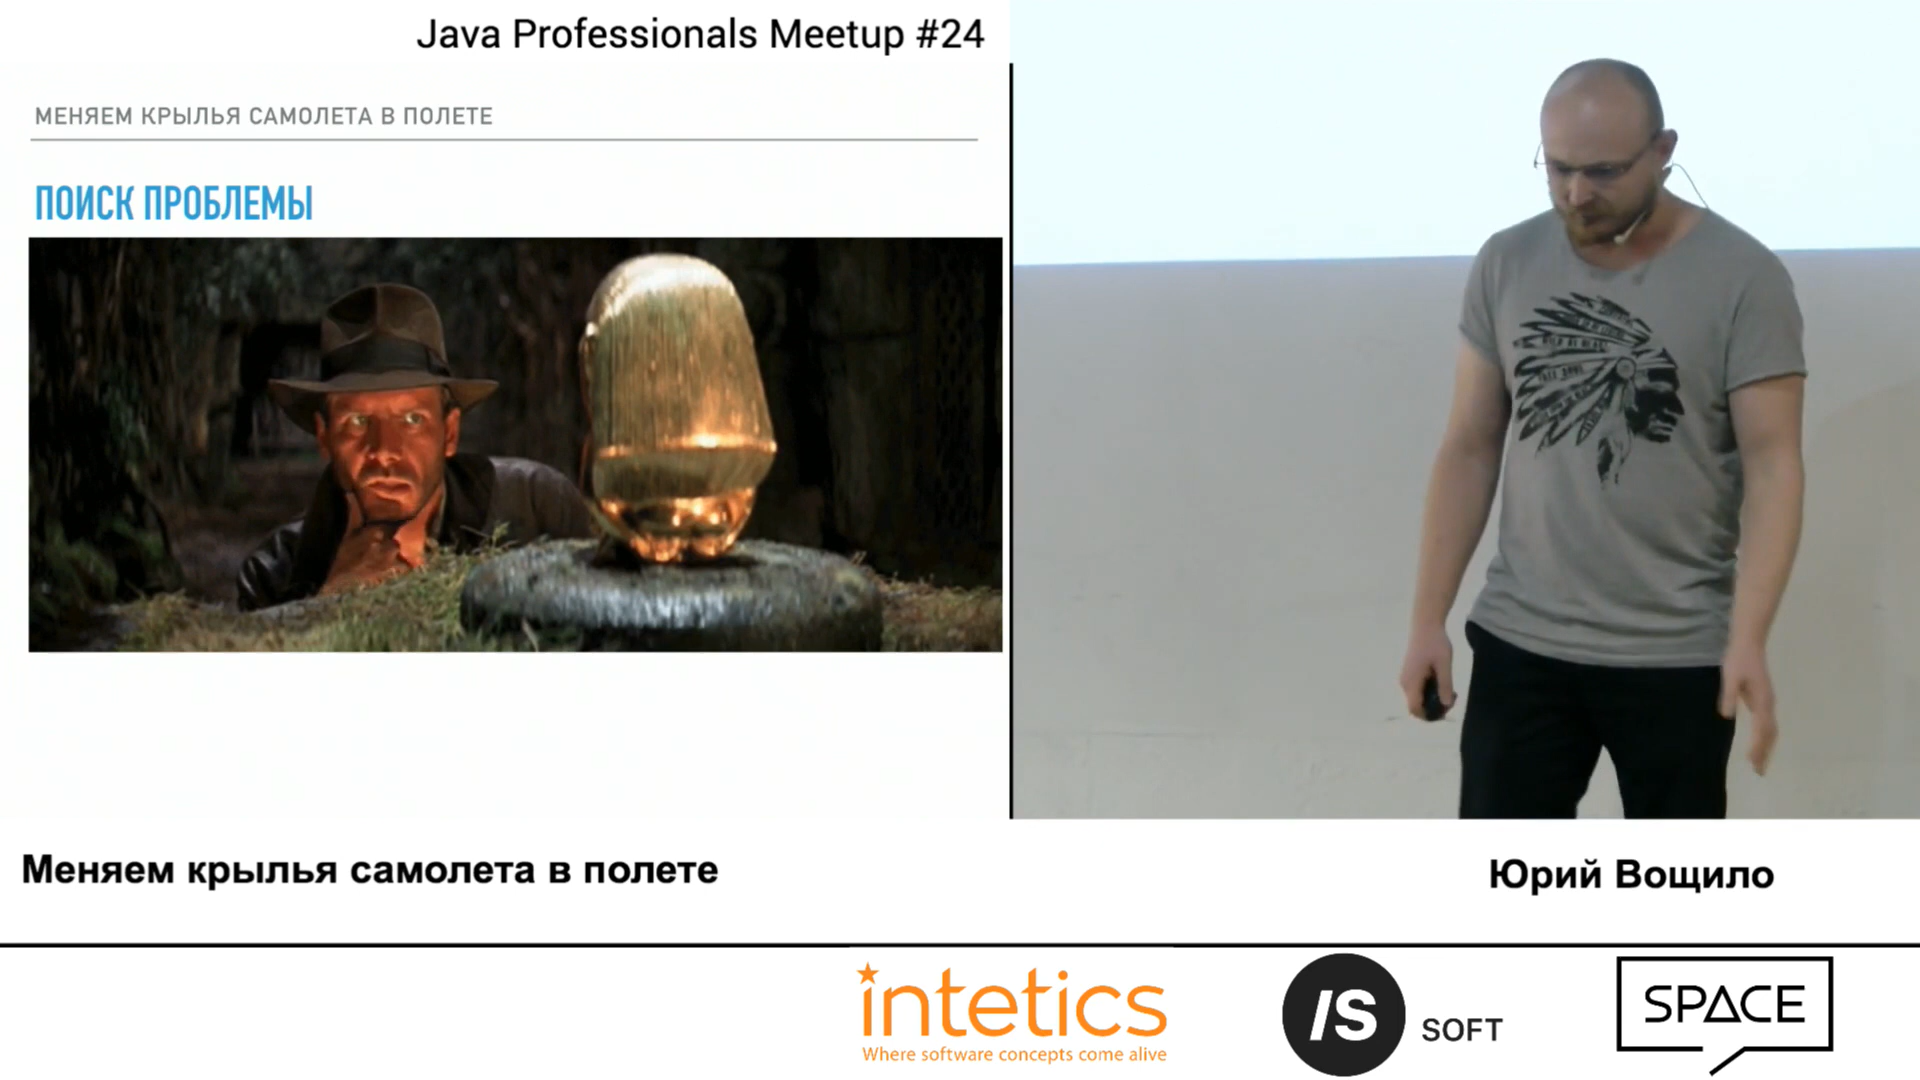 Java Professionals Meetup #24
МЕНЯЕМ КРЫЛЬЯ САМОЛЕТА В ПОЛЕТЕ
ПОИСК ПРОБЛЕМЫ
Меняем крылья самолета в полете
Юрий Вощило
intetics
Where software concepts come alive
/S SOFT
SPACE